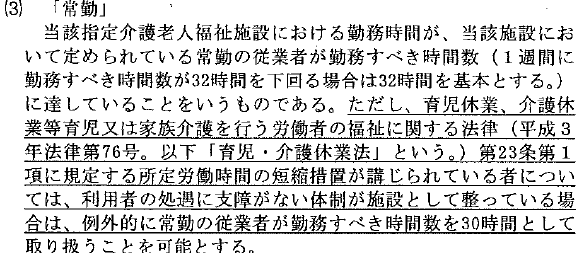 (3) 「常勤」
当該指定介護老人福祉施設における勤務時間が、当該施設にお
いて定められている常勤の従業者が勤務すべき時間数（１週間に
勤務すべき時間数が32時間を下回る場合は32時間を基本とする。）
に達していることをいうものである。ただし、育児休業、介護休
業等育児又は家族介護を行う労働者の福祉に関する法律（平成３
年法律第76号。以下「育児・介護休業法」という。）第23条第１
項に規定する所定労働時間の短縮措置が講じられている者につい
ては、利用者の処遇に支障がない体制が施設として整っている場
合は、例外的に常勤の従業者が勤務すべき時間数を30時間として
取り扱うことを可能とする。